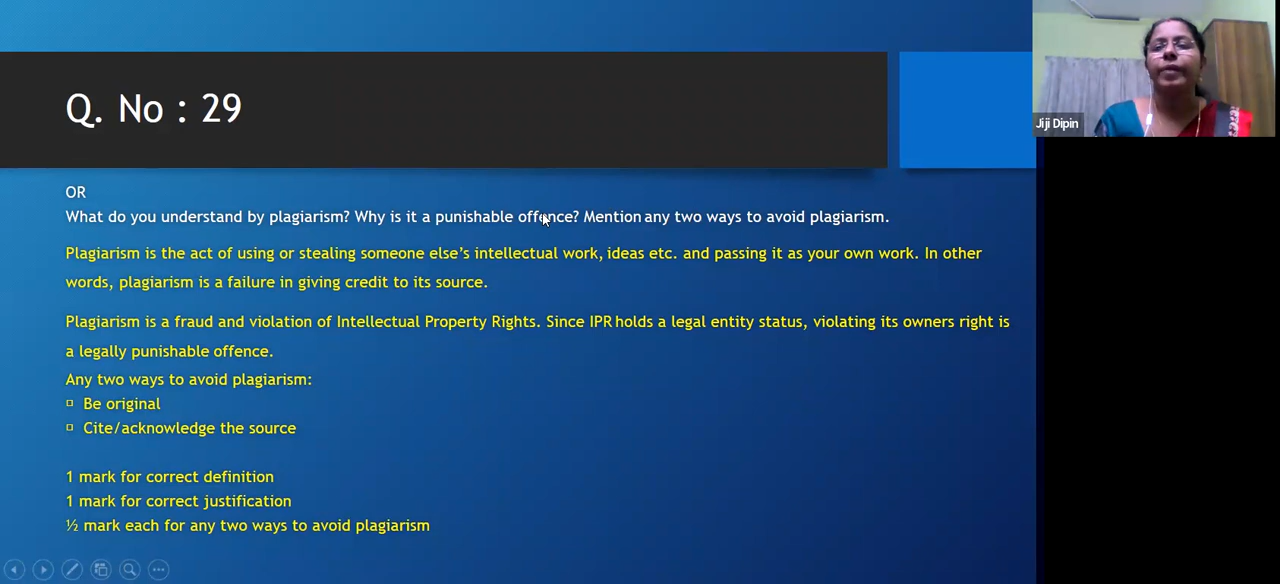 Q. No : 29
Jiji Dipin
OR
What do you understand by plagiarism? Why is it a punishable offence? Mention any two ways to avoid plagiarism.
Plagiarism is the act of using or stealing someone else’s intellectual work, ideas etc. and passing it as your own work. In other
words, plagiarism is a failure in giving credit to its source.
Plagiarism is a fraud and violation of Intellectual Property Rights. Since IPR holds a legal entity status, violating its owners right is
a legally punishable offence.
Any two ways to avoid plagiarism:
Be original
Cite/acknowledge the source
1 mark for correct definition
1 mark for correct justification
½ mark each for any two ways to avoid plagiarism